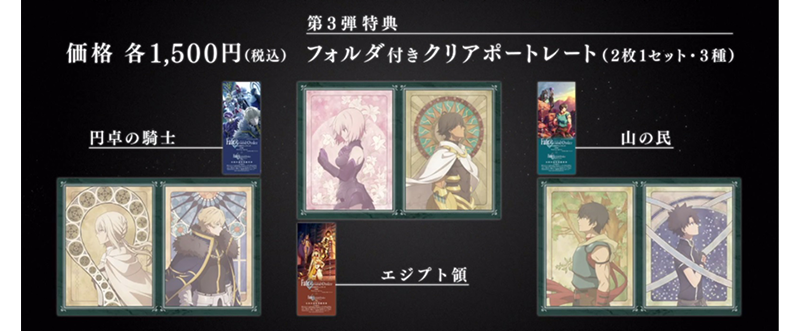 第3弾特典
価格 各1,500円(税込) フォルダ付きクリアポートレート(2枚1セット・3種)
円卓の騎士
山の民
エジプト領